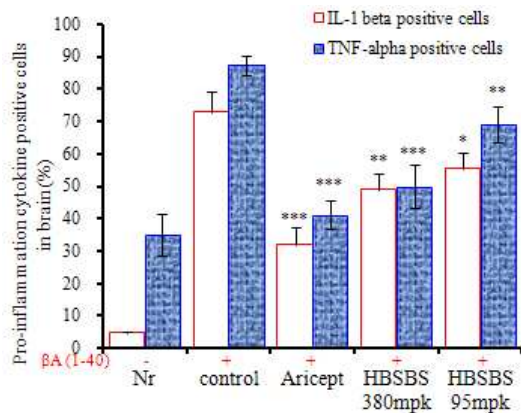 Pro-inflammation cytokine positive cells
in brain(%)
100
90
80
70
60
50
40
30
20
10
0
IL-1 beta positive cells
TNF-alpha positive cells
*** *** ** *** * **
βA (1-40) - + + + +
Nr control Aricept HBSBS HBSBS
380mpk 95mpk